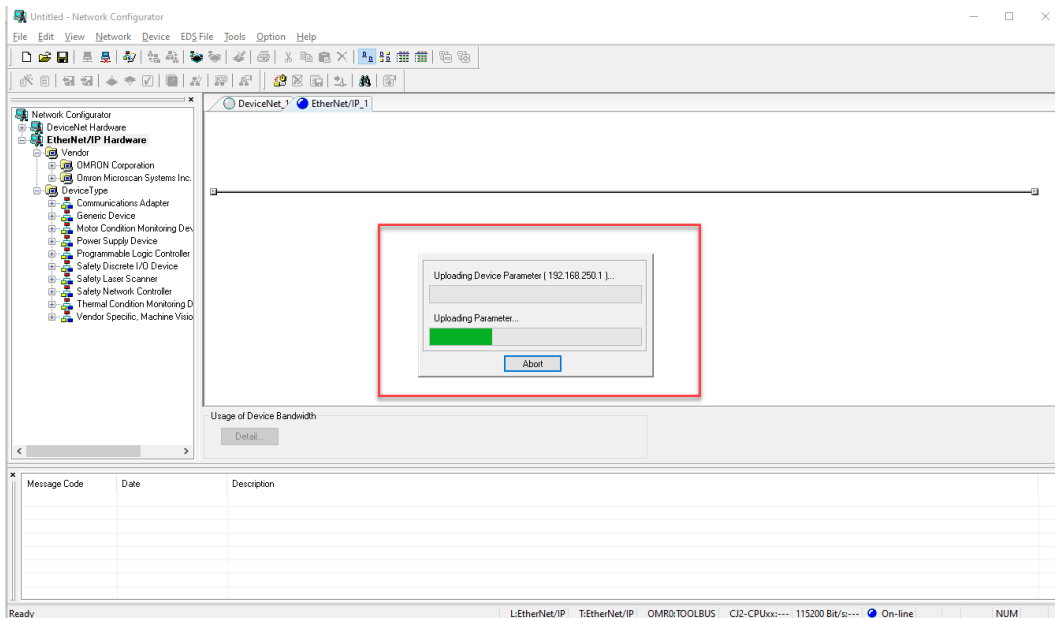 Untitled - Network Configurator
File Edit View Network Device EDS File Tools Option Help
Network Configurator
DeviceNet Hardware
EtherNet/IP Hardware
Vendor
OMRON Corporation
Omron Microscan Systems Inc.
DeviceType
Communications Adapter
Generic Device
Motor Condition Monitoring Dev
Power Supply Device
Programmable Logic Controller
Safety Discrete I/O Device
Safety Laser Scanner
Safety Network Controller
Thermal Condition Monitoring D
Vendor Specific, Machine Visio
DeviceNet_1 EtherNet/IP_1
Uploading Device Parameter ( 192.168.250.1 )...
Uploading Parameter...
Abort
Usage of Device Bandwidth
Detail...
Message Code Date Description
Ready L:EtherNet/IP T:EtherNet/IP OMR0:TOOLBUS CJ2-CPUxx:--- 115200 Bit/s:--- On-line NUM